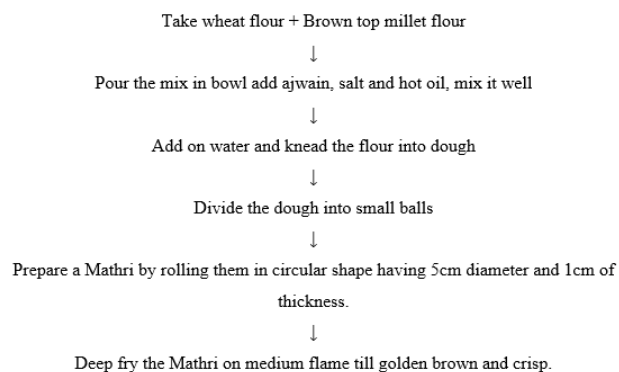 Take wheat flour + Brown top millet flour
↓
Pour the mix in bowl add ajwain, salt and hot oil, mix it well
↓
Add on water and knead the flour into dough
↓
Divide the dough into small balls
↓
Prepare a Mathri by rolling them in circular shape having 5cm diameter and 1cm of
thickness.
↓
Deep fry the Mathri on medium flame till golden brown and crisp.